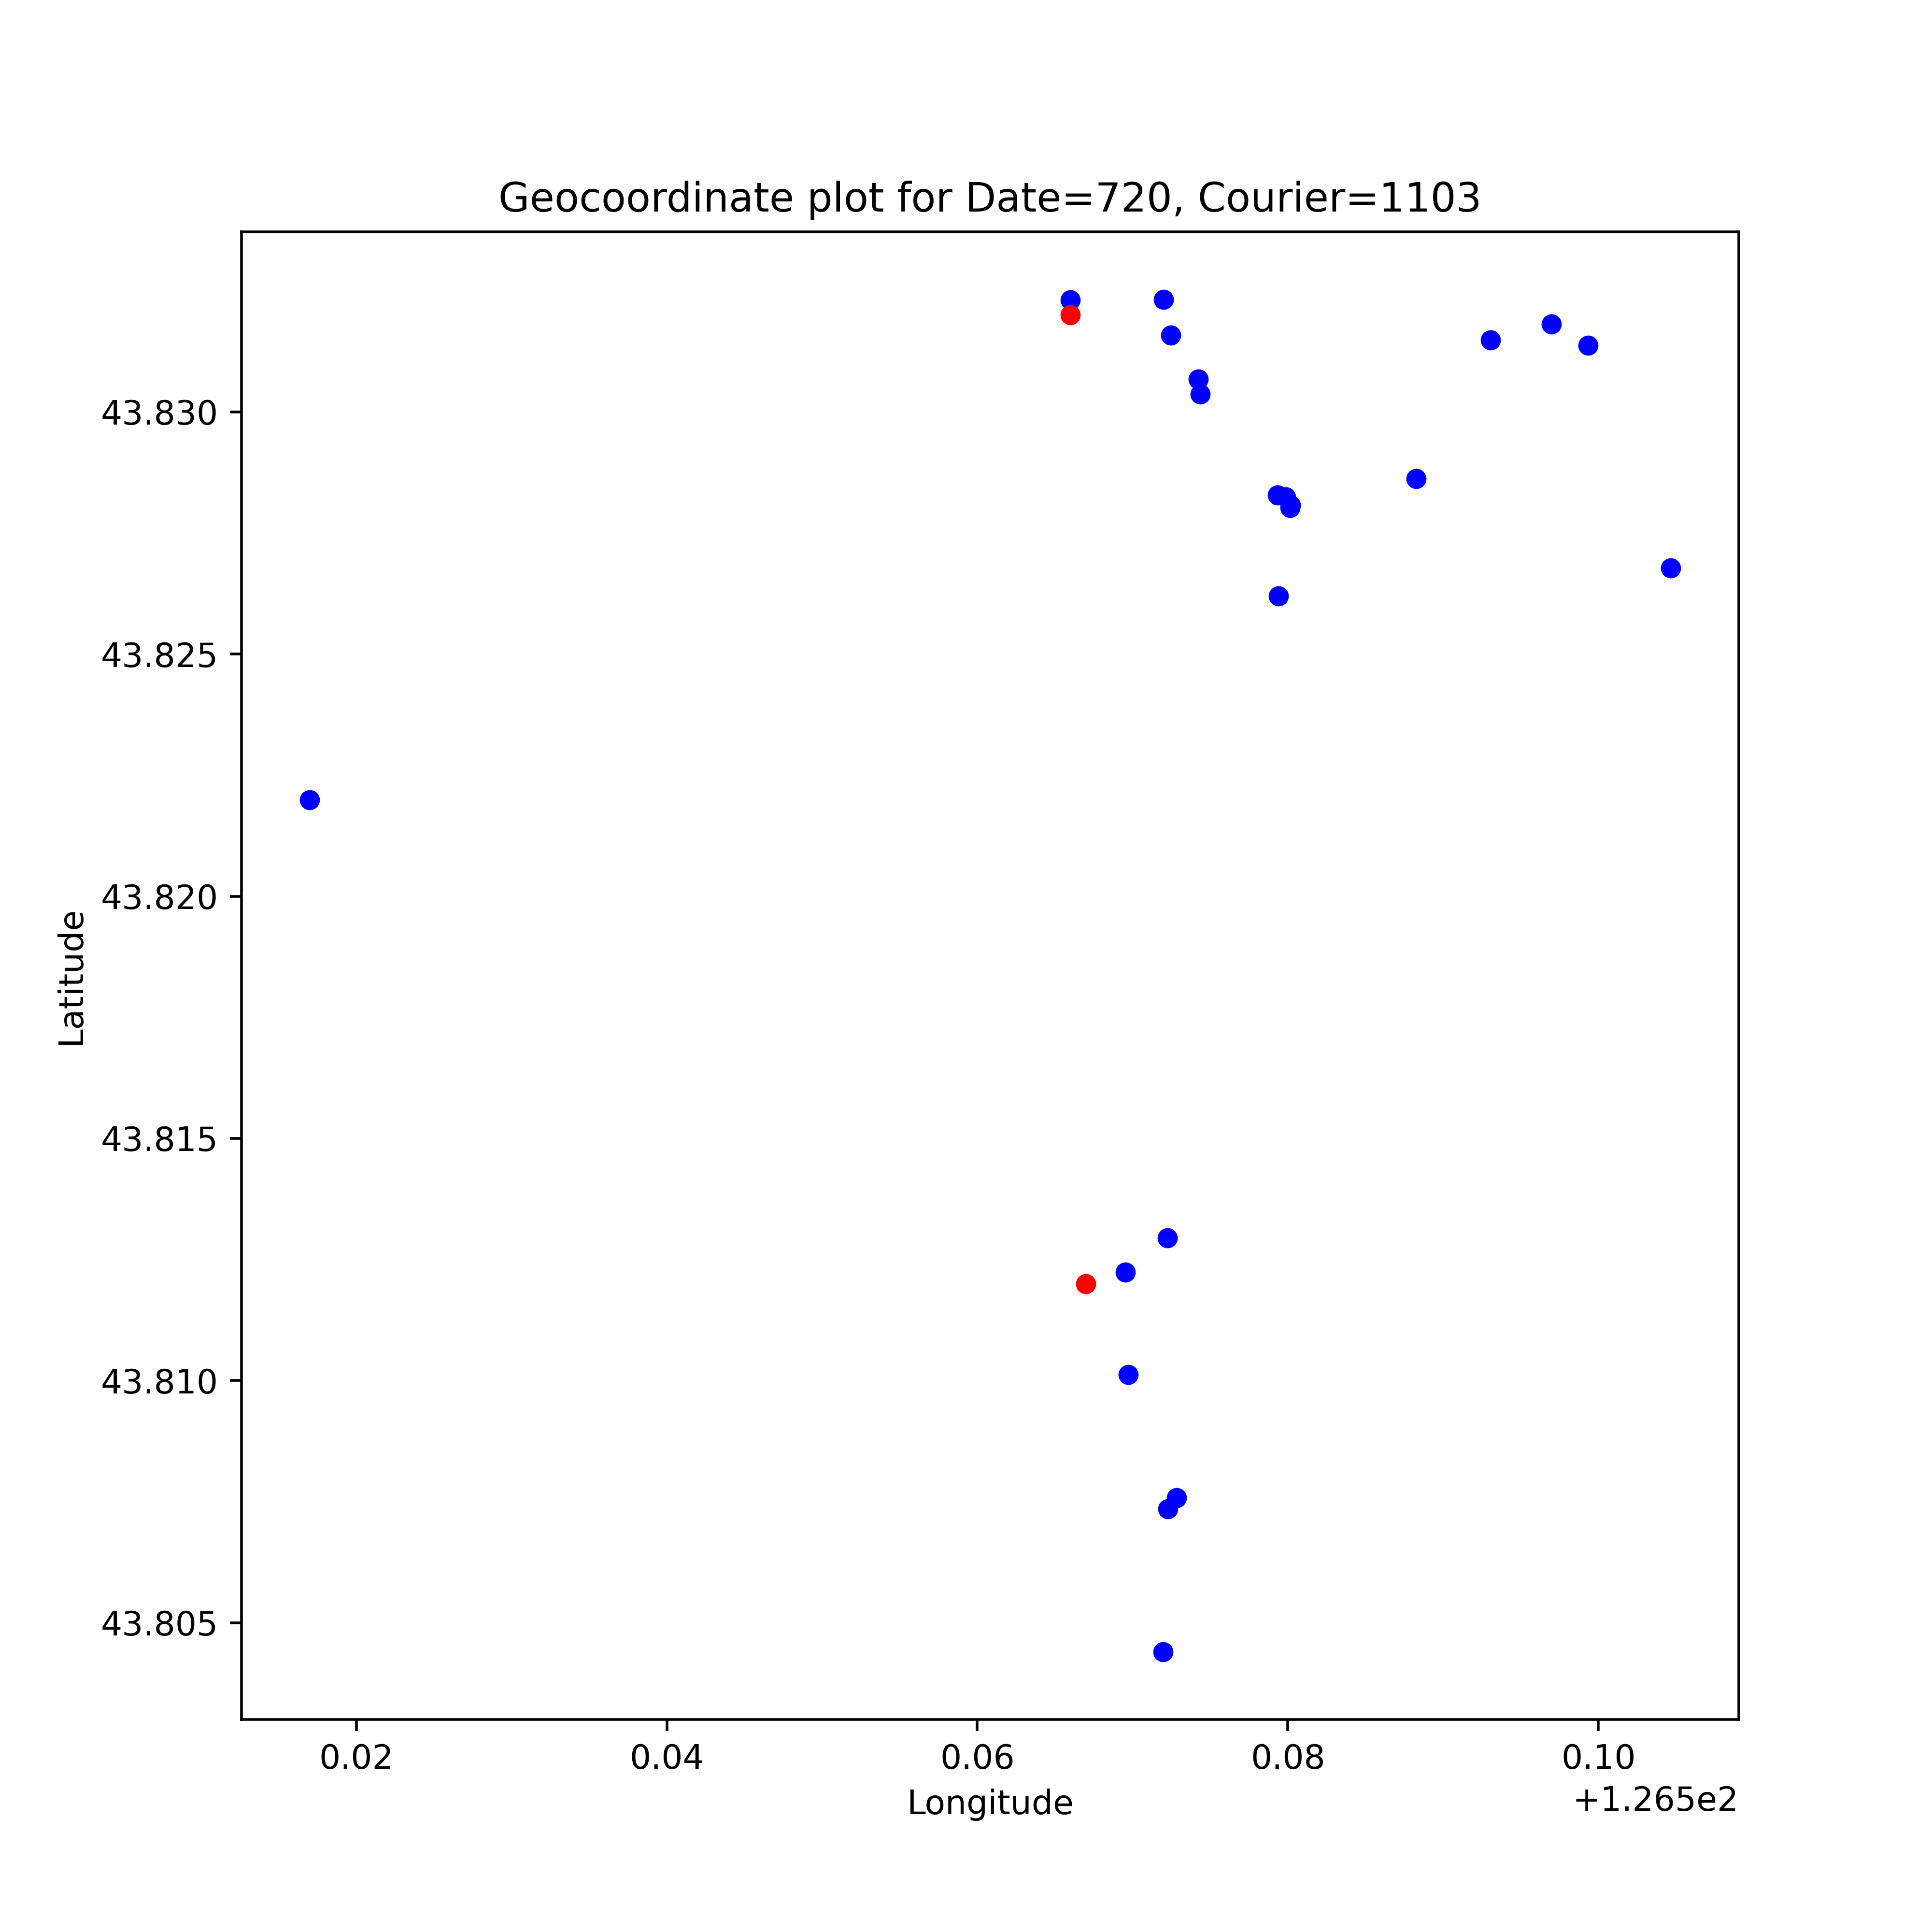 Geocoordinate plot for Date=720, Courier=1103
43.830
43.825
43.820
43.815
43.810
43.805
Latitude
0.02 0.04 0.06 0.08 0.10
Longitude
+1.265e2